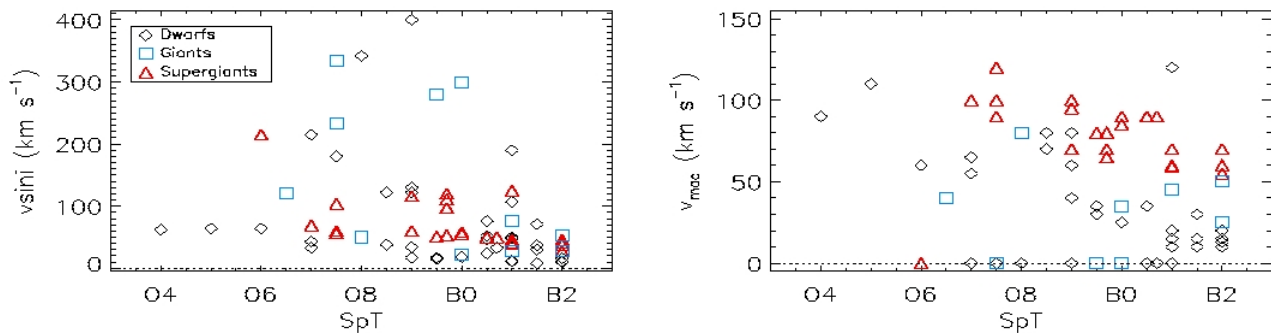 400
300
200
100
0
vsini (km s⁻¹)
Dwarfs
Giants
Supergiants
O4 O6 O8 B0 B2
SpT
150
100
50
0
v_mac (km s⁻¹)
O4 O6 O8 B0 B2
SpT